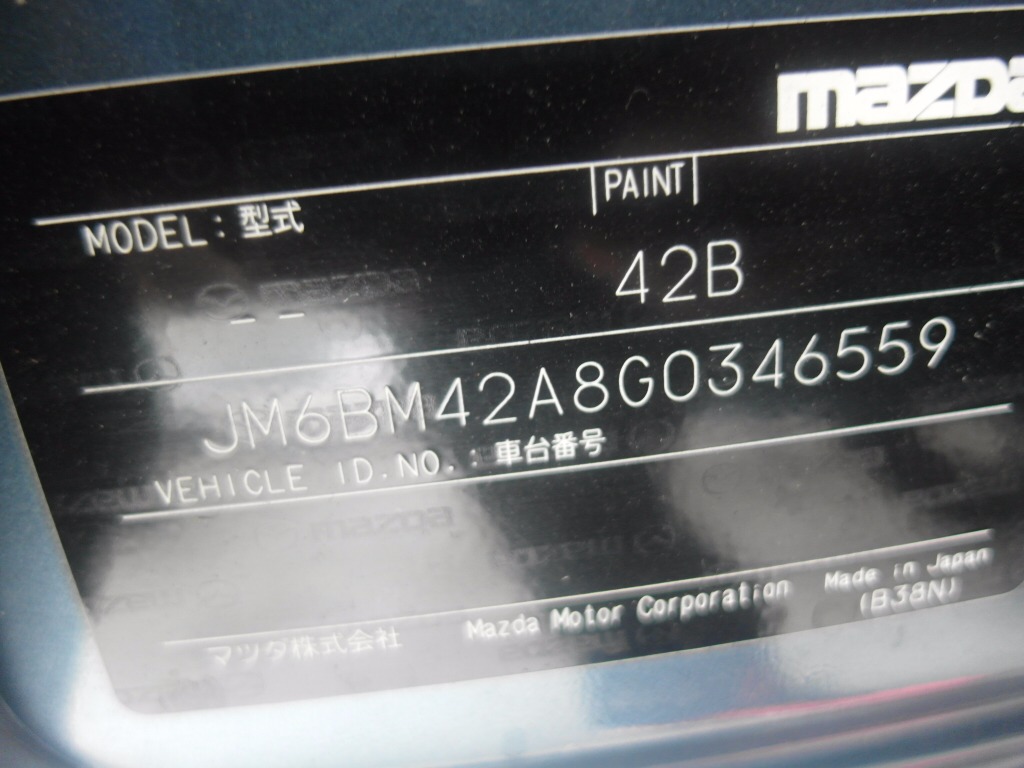 mazda
PAINT
MODEL : 型式
42B
– –
JM6BM42A8G0346559
VEHICLE ID.NO. : 車台番号
マツダ株式会社 Mazda Motor Corporation Made in Japan
(B38N)